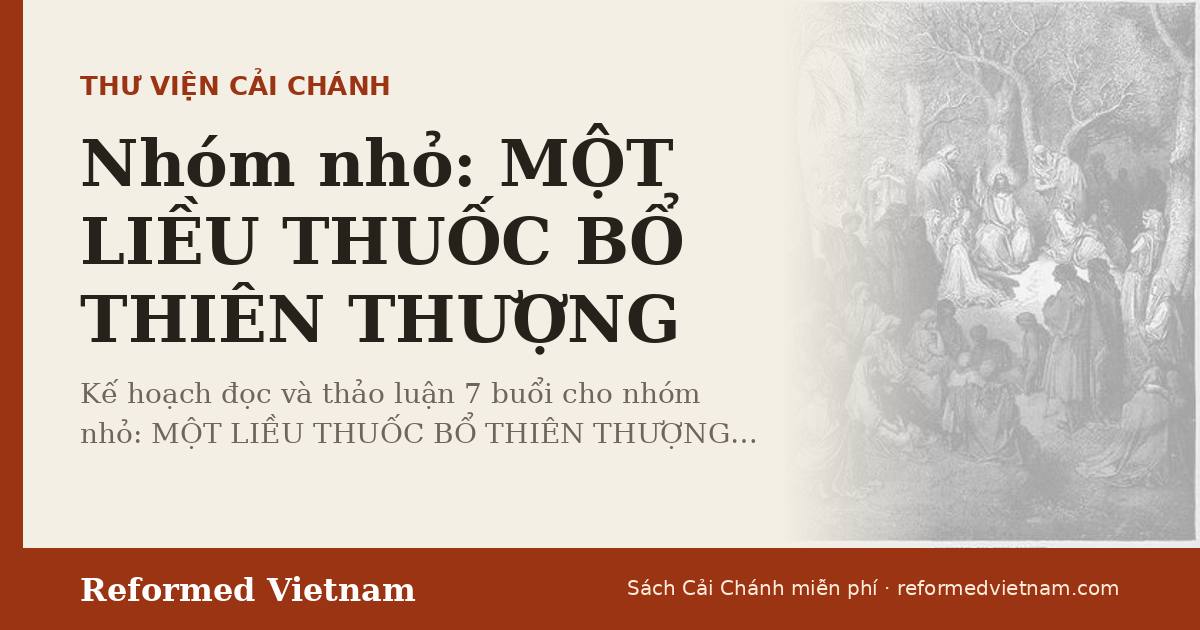 THƯ VIỆN CẢI CHÁNH
Nhóm nhỏ: MỘT
LIỀU THUỐC BỔ
THIÊN THƯỢNG
Kế hoạch đọc và thảo luận 7 buổi cho nhóm
nhỏ: MỘT LIỀU THUỐC BỔ THIÊN THƯỢNG...
Reformed Vietnam
Sách Cải Chánh miễn phí · reformedvietnam.com